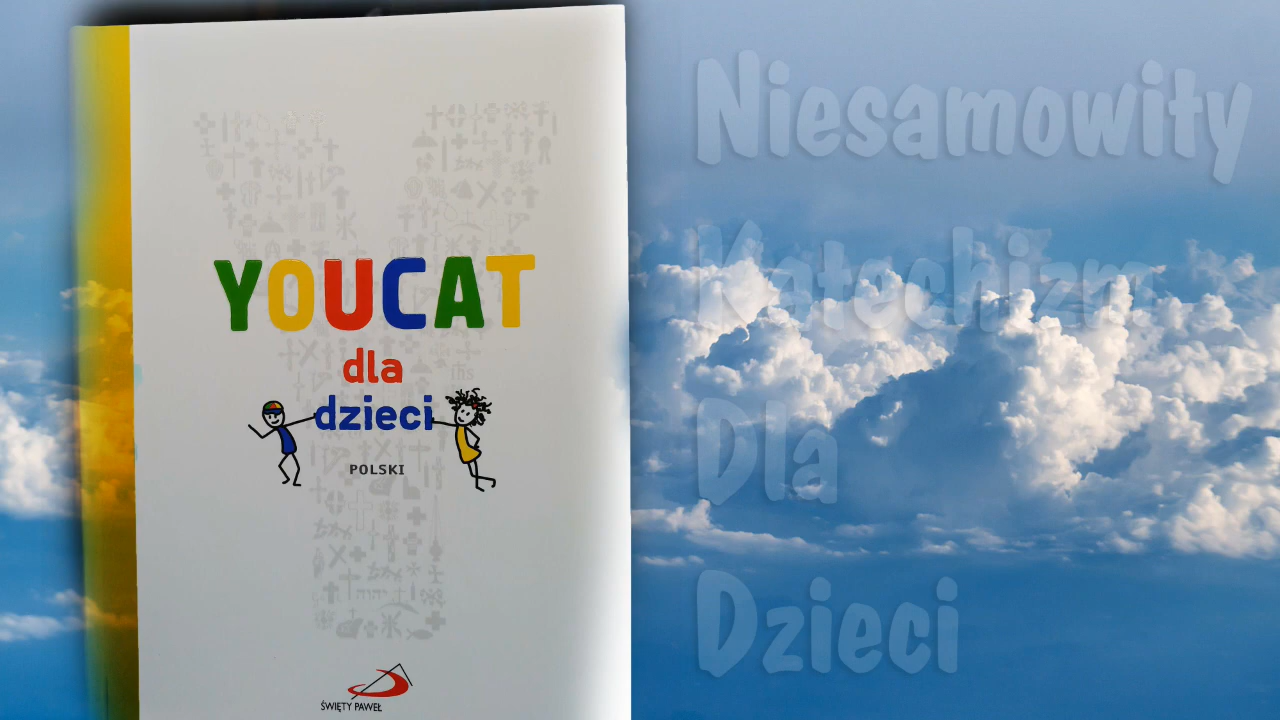 YOUCAT
dla
dzieci
POLSKI
ŚWIĘTY PAWEŁ
Niesamowity
Katechizm
Dla
Dzieci